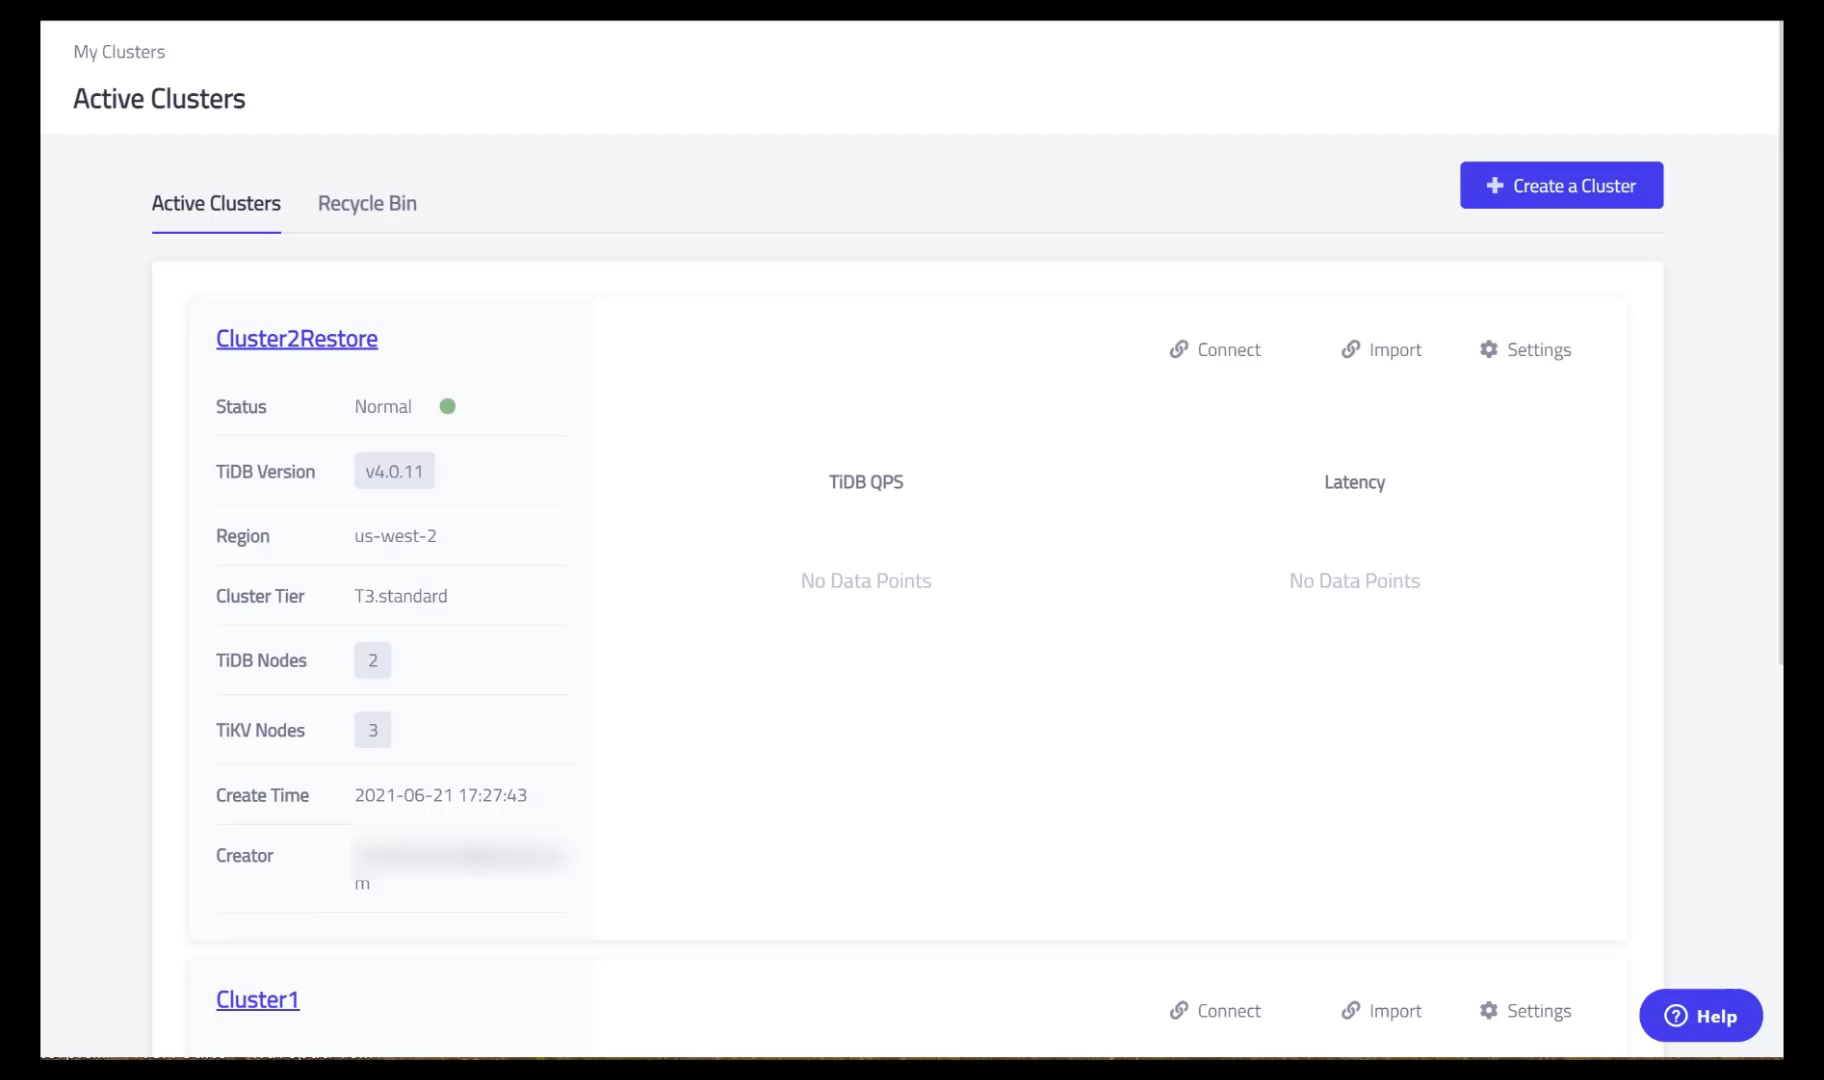 My Clusters
Active Clusters
Active Clusters Recycle Bin
Create a Cluster
Cluster2Restore
Connect Import Settings
Status Normal
TiDB Version v4.0.11
Region us-west-2
Cluster Tier T3.standard
TiDB Nodes 2
TiKV Nodes 3
Create Time 2021-06-21 17:27:43
Creator
m
TiDB QPS
No Data Points
Latency
No Data Points
Cluster1
Connect Import Settings
Help